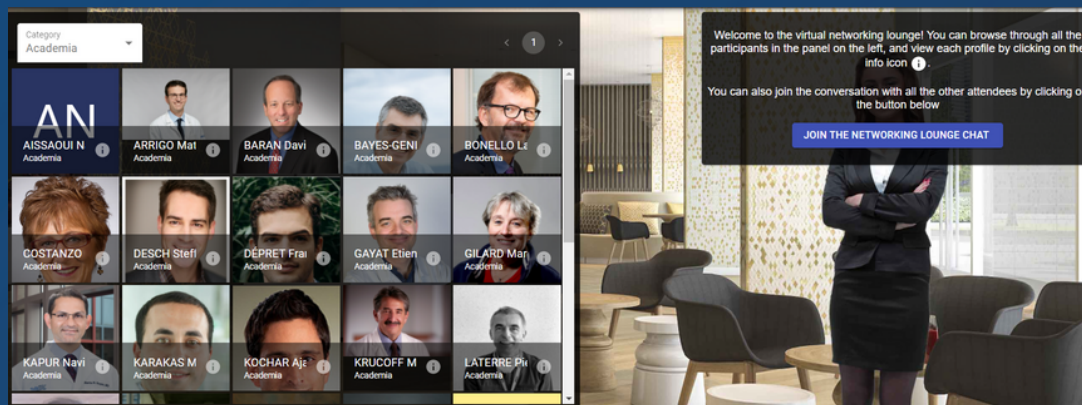 Category
Academia
1
AN
AISSAOUI N
Academia
ARRIGO Mat
Academia
BARAN Davi
Academia
BAYES-GENI
Academia
BONELLO La
Academia
COSTANZO
Academia
DESCH Steff
Academia
DÉPRET Fran
Academia
GAYAT Etien
Academia
GILARD Mar
Academia
KAPUR Navi
Academia
KARAKAS M
Academia
KOCHAR Aja
Academia
KRUCOFF M
Academia
LATERRE Pi
Academia
Welcome to the virtual networking lounge! You can browse through all the
participants in the panel on the left, and view each profile by clicking on the
info icon i .
You can also join the conversation with all the other attendees by clicking o
the button below
JOIN THE NETWORKING LOUNGE CHAT